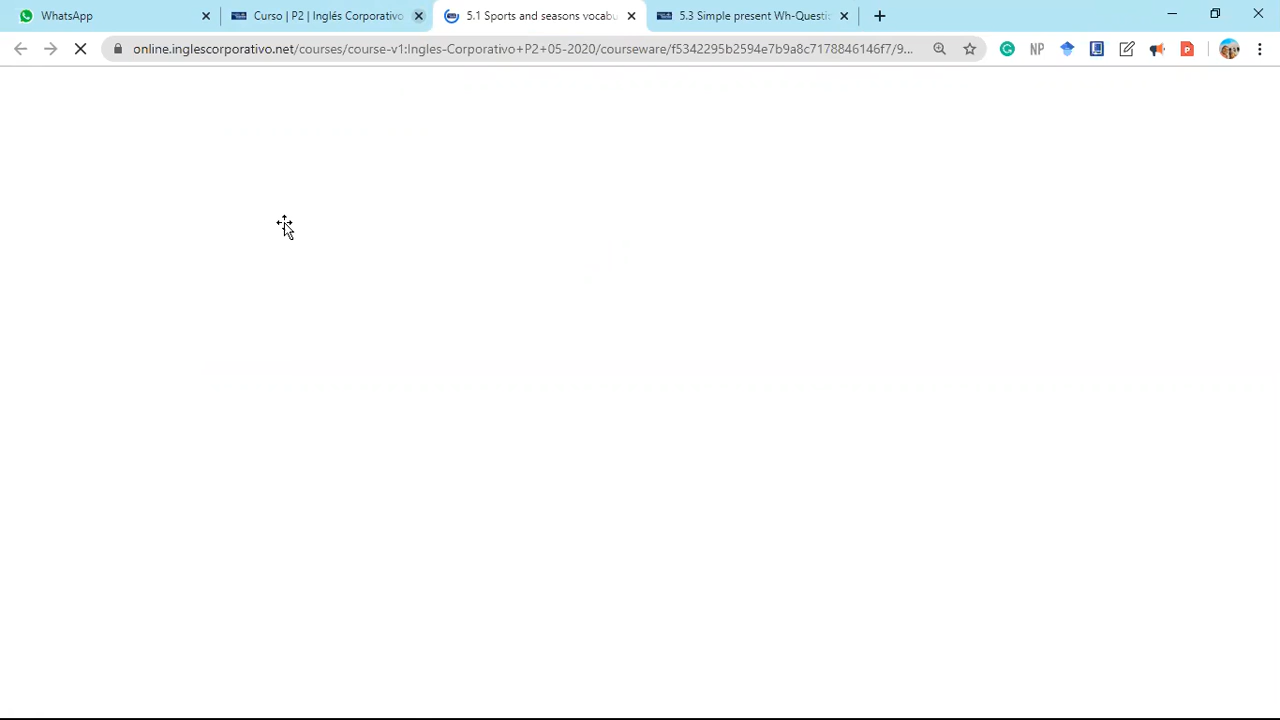 WhatsApp
Curso | P2 | Inglés Corporativo
5.1 Sports and seasons vocabu
5.3 Simple present Wh-Questi
online.inglescorporativo.net/courses/course-v1:Ingles-Corporativo+P2+05-2020/courseware/f5342295b2594e7b9a8c7178846146f7/9...
NP
P